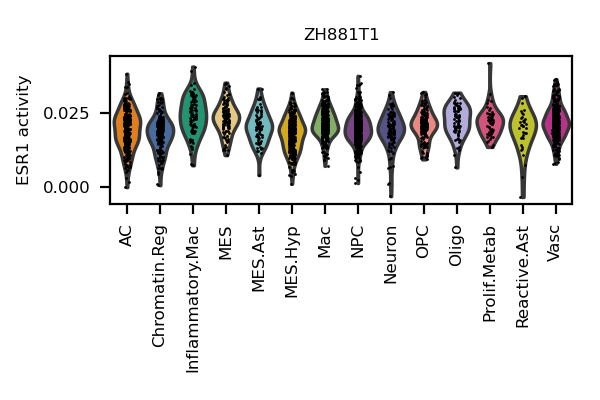 ZH881T1
ESR1 activity
0.025
0.000
AC
Chromatin.Reg
Inflammatory.Mac
MES
MES.Ast
MES.Hyp
Mac
NPC
Neuron
OPC
Oligo
Prolif.Metab
Reactive.Ast
Vasc